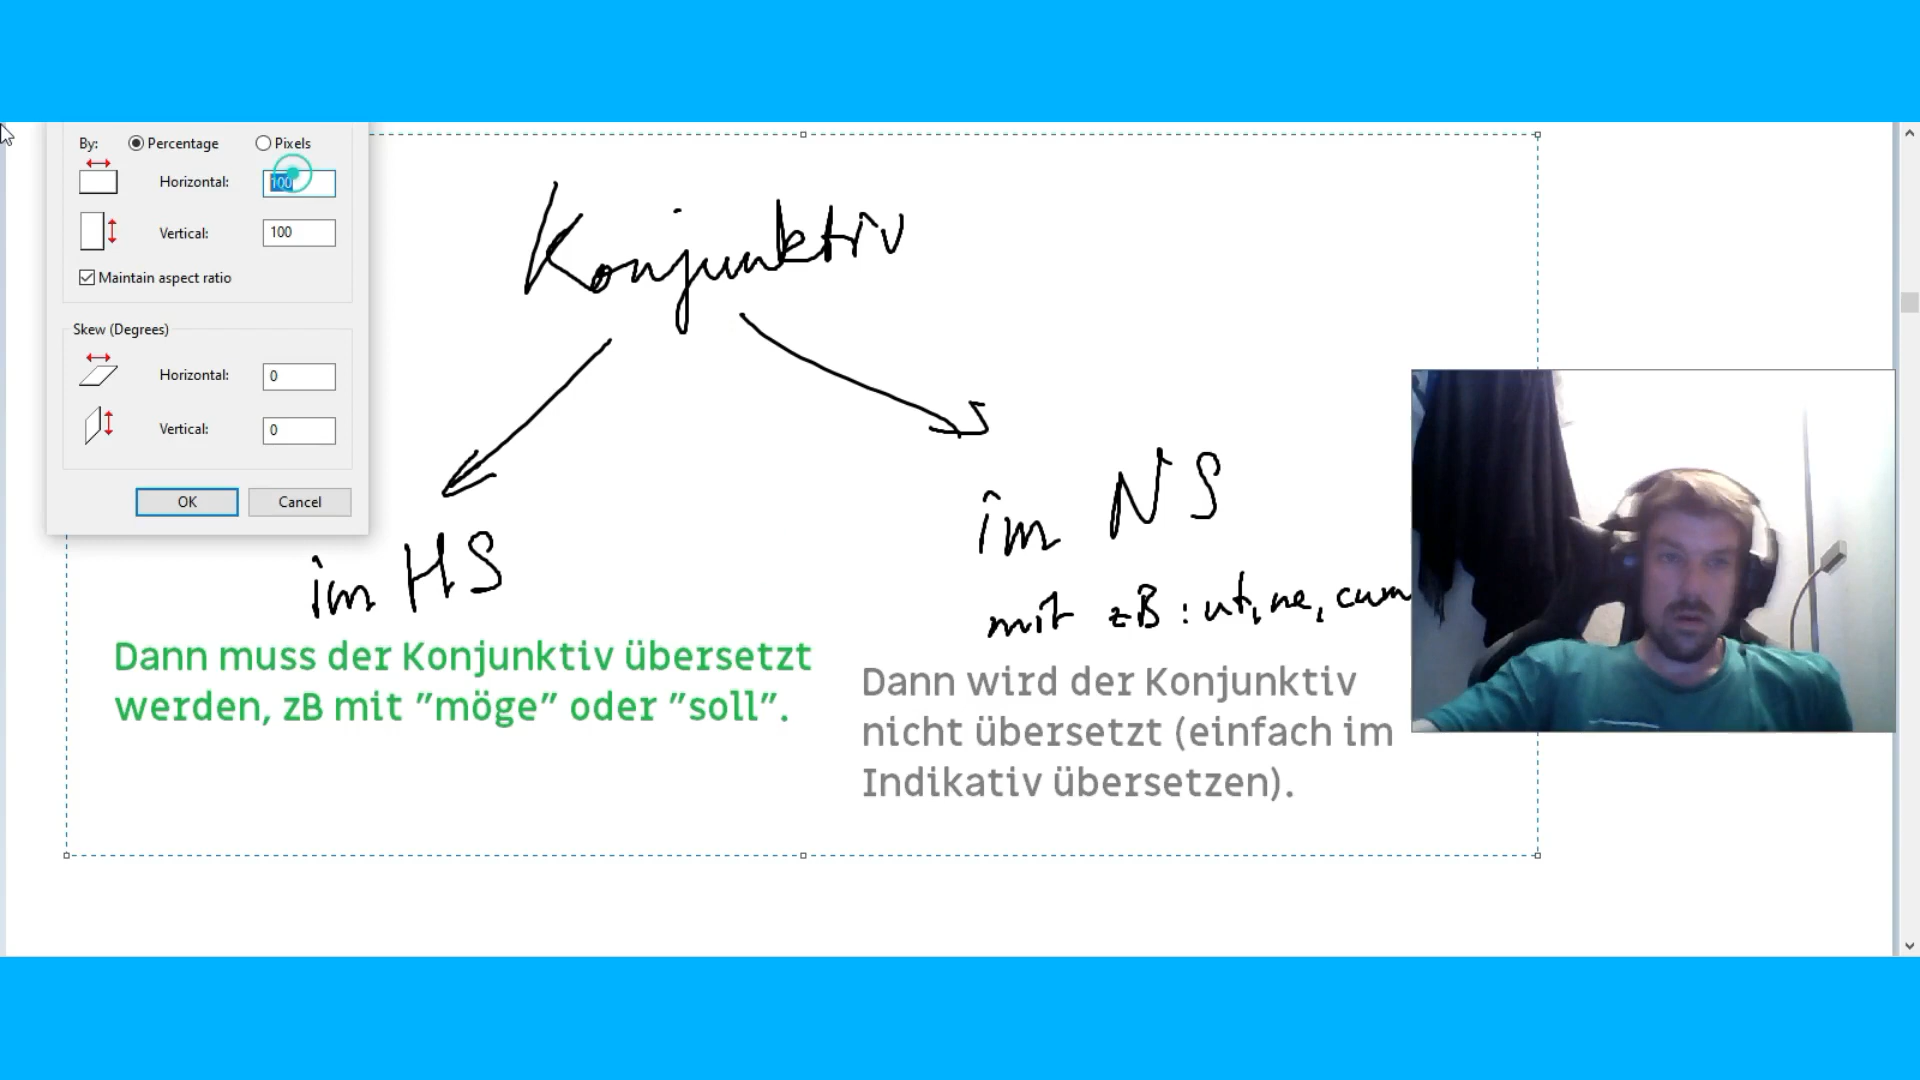 By:
Percentage
Pixels
Horizontal:
100
Vertical:
100
Maintain aspect ratio
Skew (Degrees)
Horizontal:
0
Vertical:
0
OK
Cancel
Konjunktiv
im HS
Dann muss der Konjunktiv übersetzt
werden, zB mit "möge" oder "soll".
im NS
mit zB: ut, ne, cum
Dann wird der Konjunktiv
nicht übersetzt (einfach im
Indikativ übersetzen).